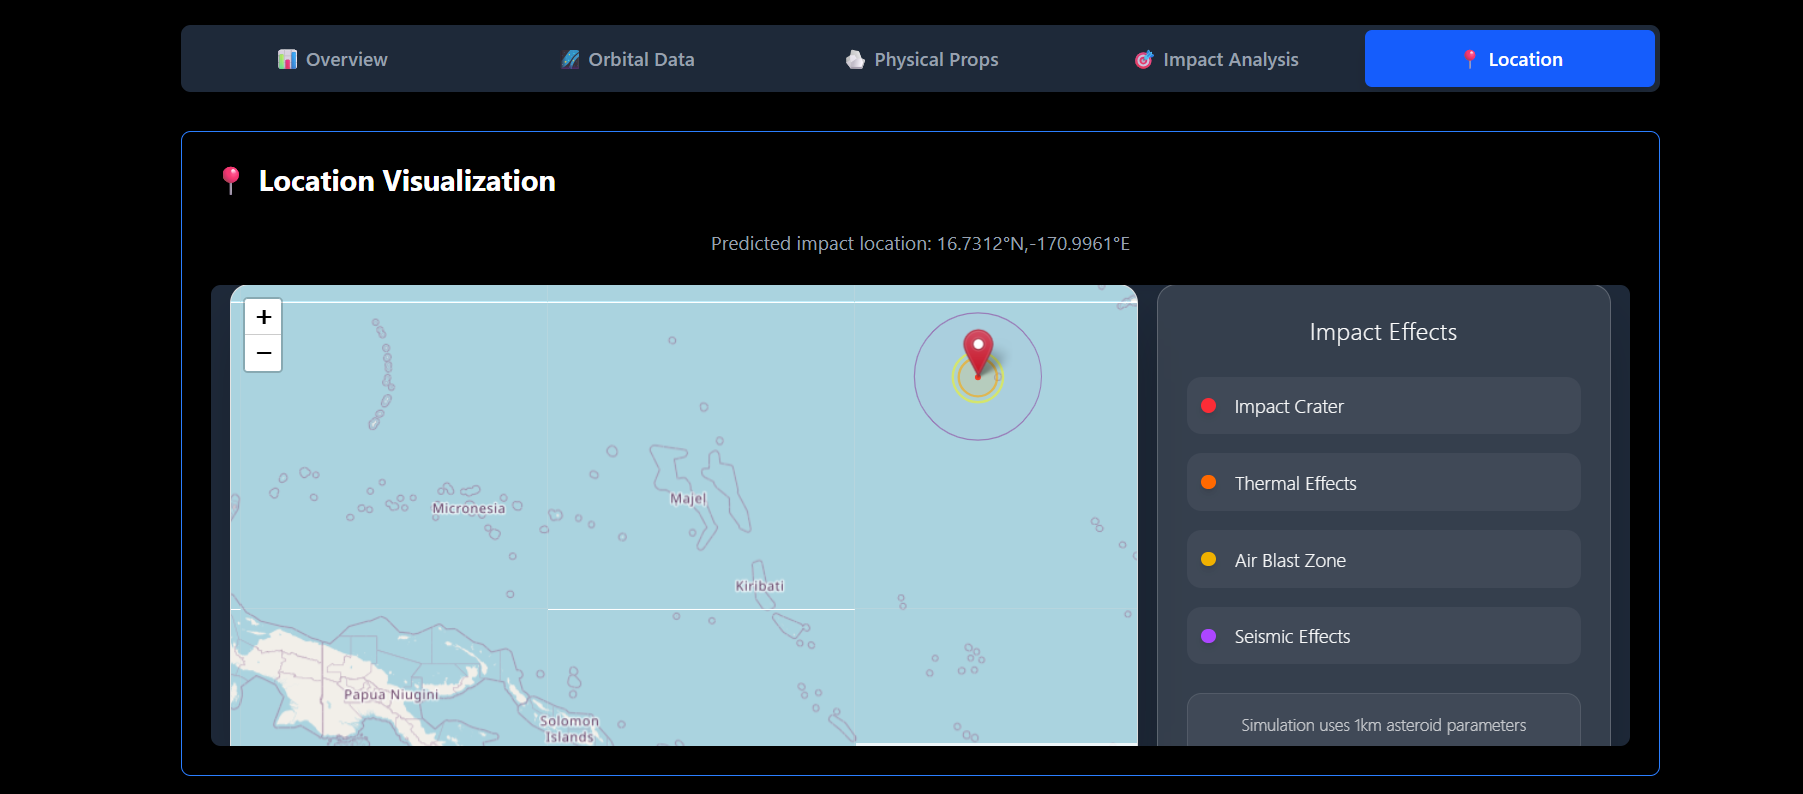 Overview
Orbital Data
Physical Props
Impact Analysis
Location
Location Visualization
Predicted impact location: 16.7312°N,-170.9961°E
+
−
Micronesia
Majel
Kiribati
Papua Niugini
Solomon
Islands
Impact Effects
Impact Crater
Thermal Effects
Air Blast Zone
Seismic Effects
Simulation uses 1km asteroid parameters